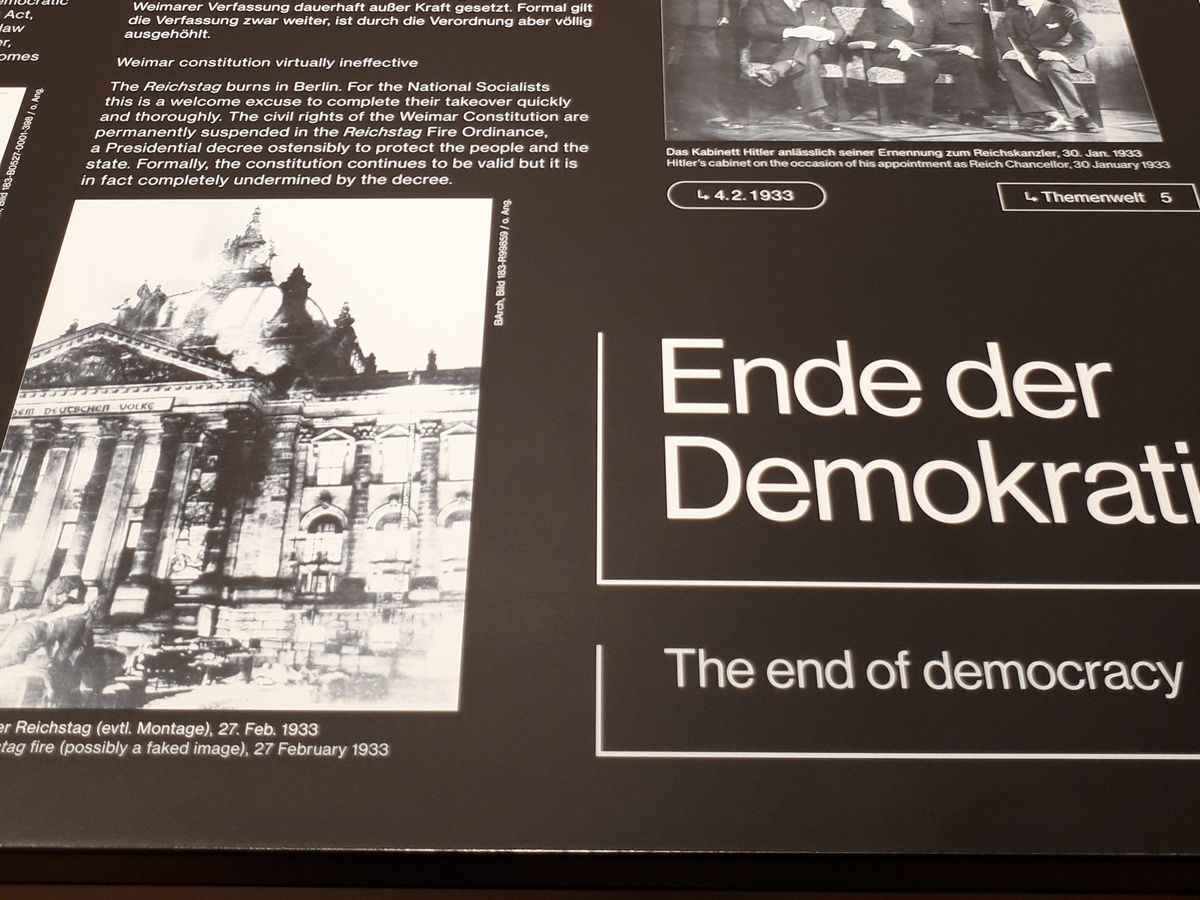 Act,
law
Weimarer Verfassung dauerhaft außer Kraft gesetzt. Formal gilt
die Verfassung zwar weiter, ist durch die Verordnung aber völlig
ausgehöhlt.
Weimar constitution virtually ineffective
The Reichstag burns in Berlin. For the National Socialists
this is a welcome excuse to complete their takeover quickly
and thoroughly. The civil rights of the Weimar Constitution are
permanently suspended in the Reichstag Fire Ordinance,
a Presidential decree ostensibly to protect the people and the
state. Formally, the constitution continues to be valid but it is
in fact completely undermined by the decree.
Bild 183-B0527-0001-398 / o. Ang.
BArch, Bild 183-R99859 / o. Ang.
DEM DEUTSCHEN VOLKE
er Reichstag (evtl. Montage), 27. Feb. 1933
stag fire (possibly a faked image), 27 February 1933
Das Kabinett Hitler anlässlich seiner Ernennung zum Reichskanzler, 30. Jan. 1933
Hitler's cabinet on the occasion of his appointment as Reich Chancellor, 30 January 1933
↳ 4.2.1933
↳ Themenwelt 5
Ende der
Demokrati
The end of democracy